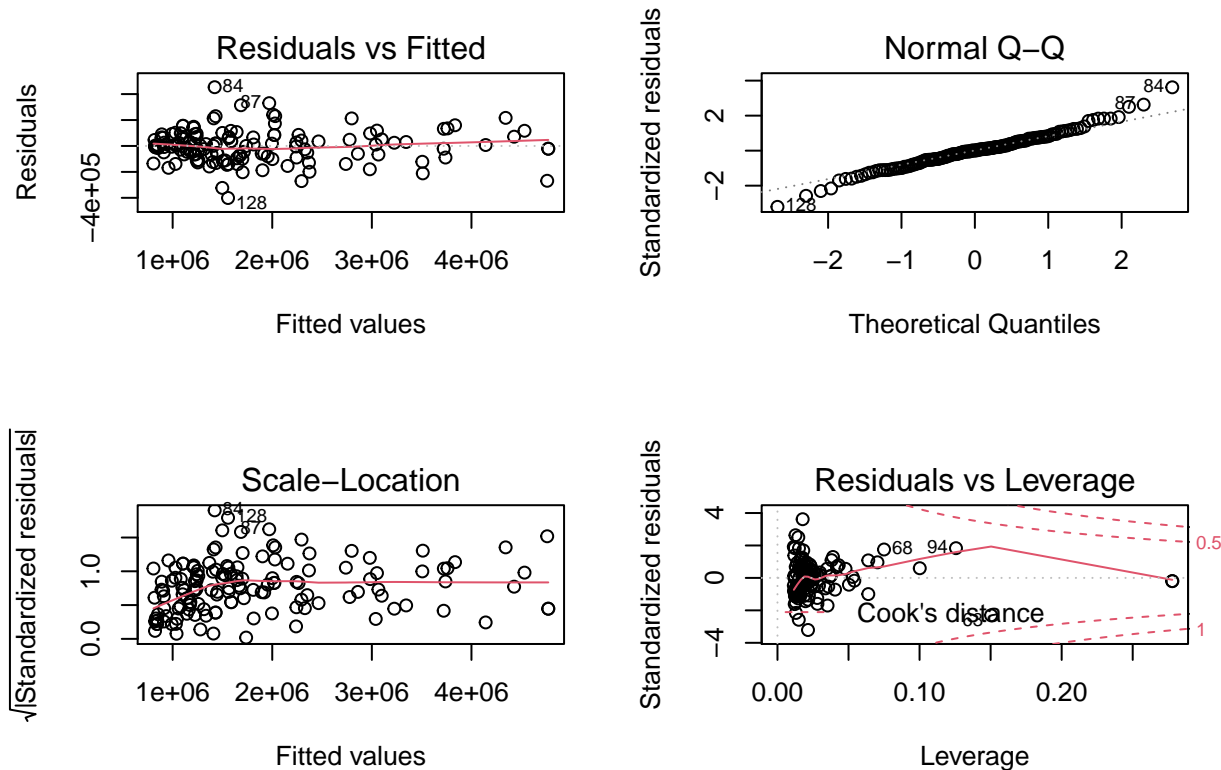 Residuals vs Fitted
Residuals
−4e+05
84
87
128
1e+06 2e+06 3e+06 4e+06
Fitted values
Normal Q−Q
Standardized residuals
−2 2
84
87
128
−2 −1 0 1 2
Theoretical Quantiles
Scale−Location
√|Standardized residuals|
0.0 1.0
84
128
87
1e+06 2e+06 3e+06 4e+06
Fitted values
Residuals vs Leverage
Standardized residuals
−4 0 4
68
94
Cook's distance
0.5
1
0.00 0.10 0.20
Leverage